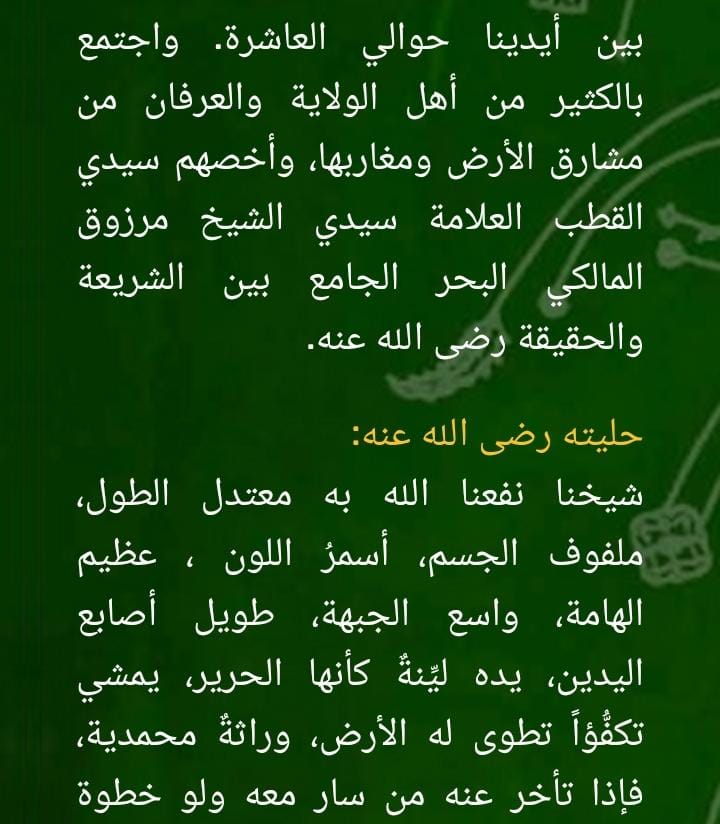 بين أيدينا حوالي العاشرة. واجتمع
بالكثير من أهل الولاية والعرفان من
مشارق الأرض ومغاربها، وأخصهم سيدي
القطب العلامة سيدي الشيخ مرزوق
المالكي البحر الجامع بين الشريعة
والحقيقة رضى الله عنه.
حليته رضى الله عنه:
شيخنا نفعنا الله به معتدل الطول،
ملفوف الجسم، أسمرُ اللون ، عظيم
الهامة، واسع الجبهة، طويل أصابع
اليدين، يده ليِّنةٌ كأنها الحرير، يمشي
تكفُّؤاً تطوى له الأرض، وراثةٌ محمدية،
فإذا تأخر عنه من سار معه ولو خطوة